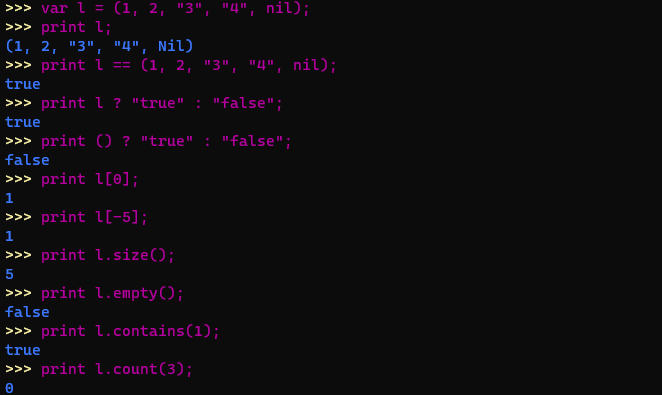 >>> var l = (1, 2, "3", "4", nil);
>>> print l;
(1, 2, "3", "4", Nil)
>>> print l == (1, 2, "3", "4", nil);
true
>>> print l ? "true" : "false";
true
>>> print () ? "true" : "false";
false
>>> print l[0];
1
>>> print l[-5];
1
>>> print l.size();
5
>>> print l.empty();
false
>>> print l.contains(1);
true
>>> print l.count(3);
0